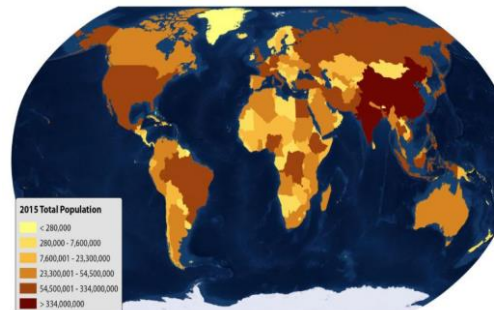 2015 Total Population
< 280,000
280,000 - 7,600,000
7,600,001 - 23,300,000
23,300,001 - 54,500,000
54,500,001 - 334,000,000
> 334,000,000